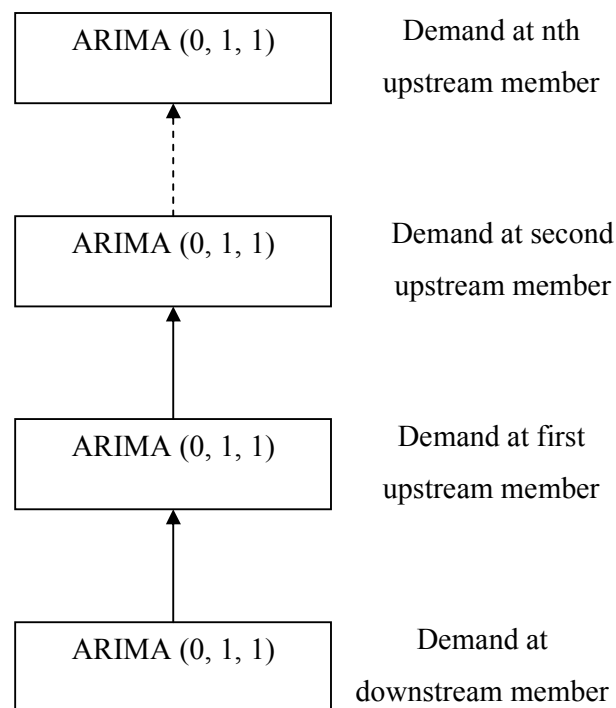 ARIMA (0, 1, 1)
Demand at nth
upstream member
ARIMA (0, 1, 1)
Demand at second
upstream member
ARIMA (0, 1, 1)
Demand at first
upstream member
ARIMA (0, 1, 1)
Demand at
downstream member